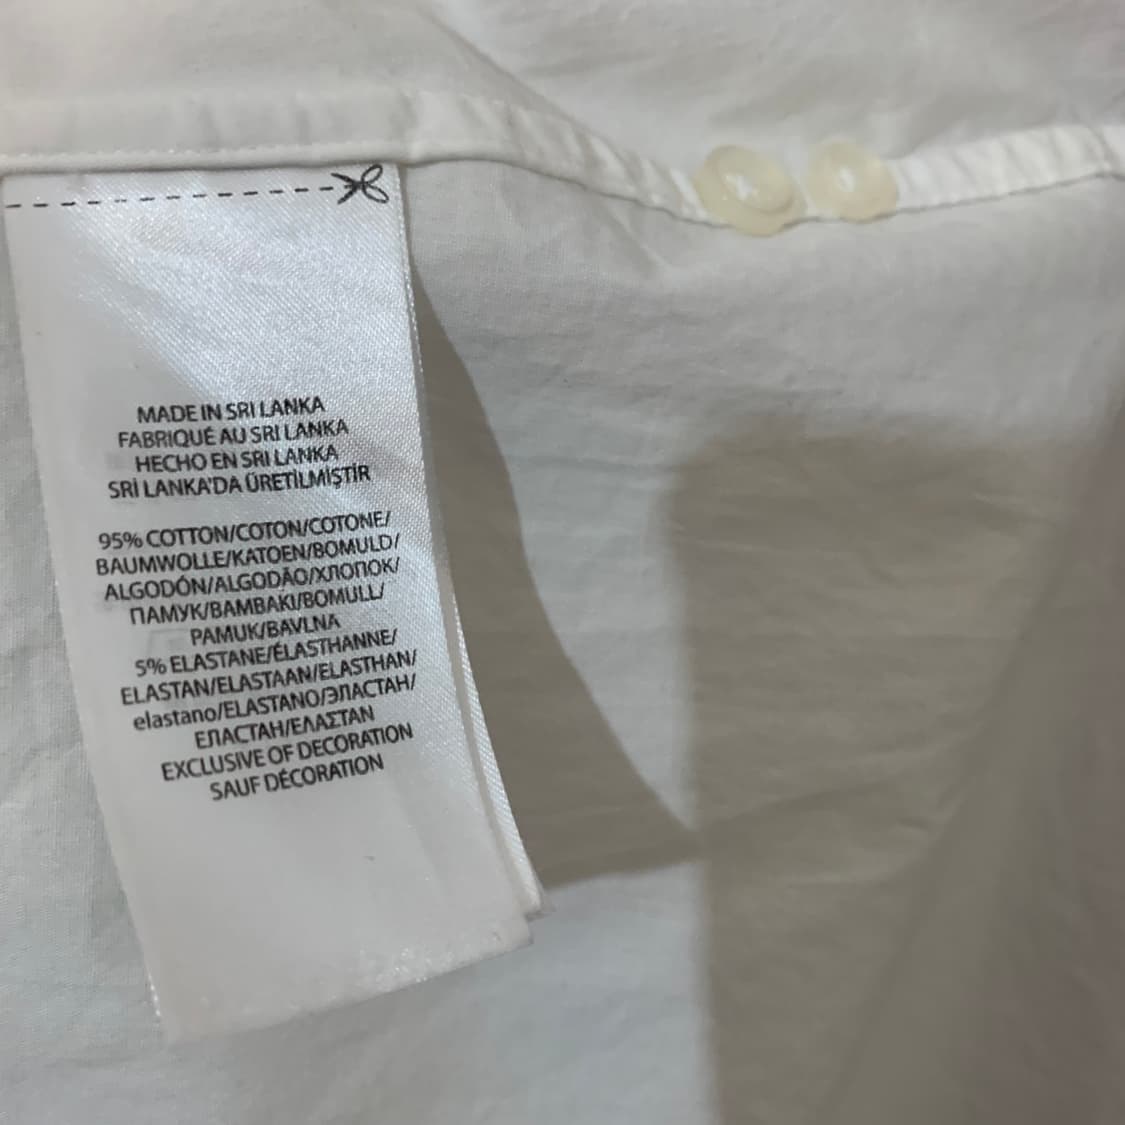 MADE IN SRI LANKA
FABRIQUÉ AU SRI LANKA
HECHO EN SRI LANKA
SRİ LANKA'DA ÜRETİLMİŞTİR
95% COTTON/COTON/COTONE/
BAUMWOLLE/KATOEN/BOMULD/
ALGODÓN/ALGODÃO/ХЛОПОК/
ПАМУК/ΒΑΜΒΑΚΙ/BOMULL/
PAMUK/BAVLNA
5% ELASTANE/ÉLASTHANNE/
ELASTAN/ELASTAAN/ELASTHAN/
elastano/ELASTANO/ЭЛАСТАН/
ЕЛАСТАН/ΕΛΑΣΤΑΝ
EXCLUSIVE OF DECORATION
SAUF DÉCORATION